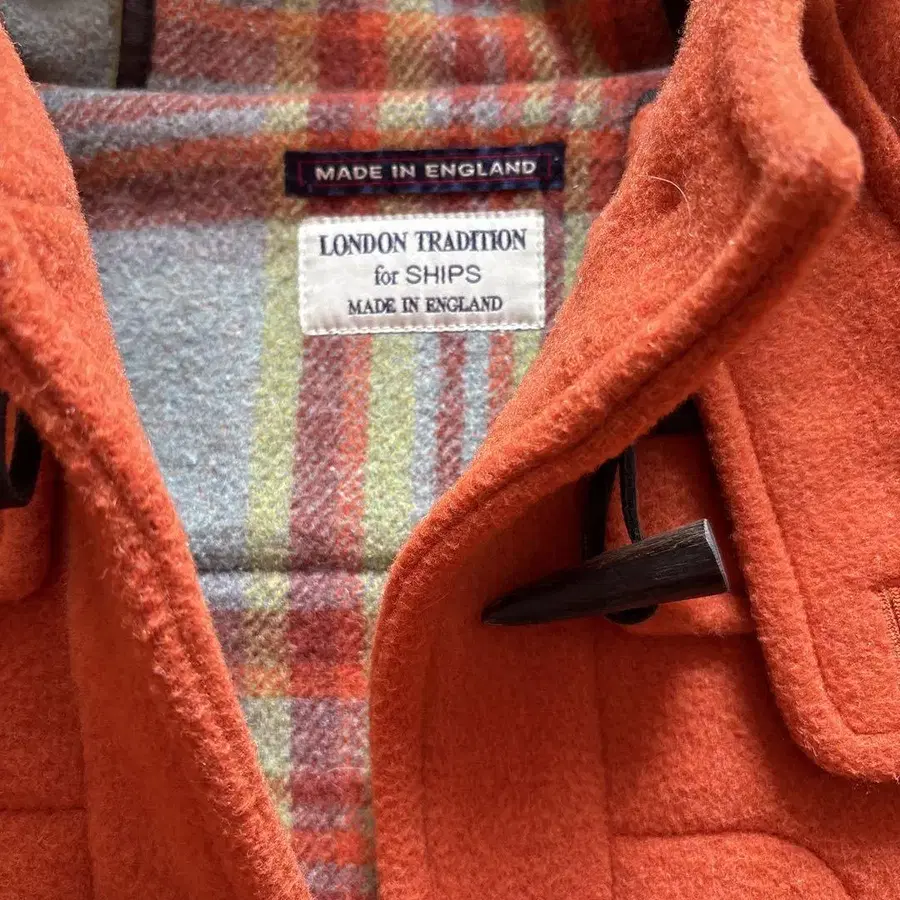 MADE IN ENGLAND
LONDON TRADITION
for SHIPS
MADE IN ENGLAND